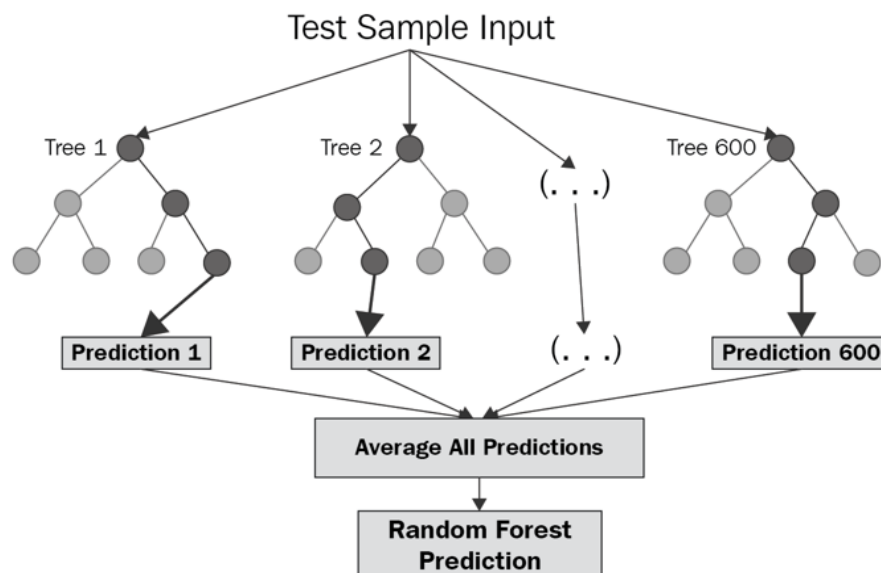 Test Sample Input
Tree 1
Tree 2
Tree 600
(. . .)
Prediction 1
Prediction 2
(. . .)
Prediction 600
Average All Predictions
Random Forest
Prediction